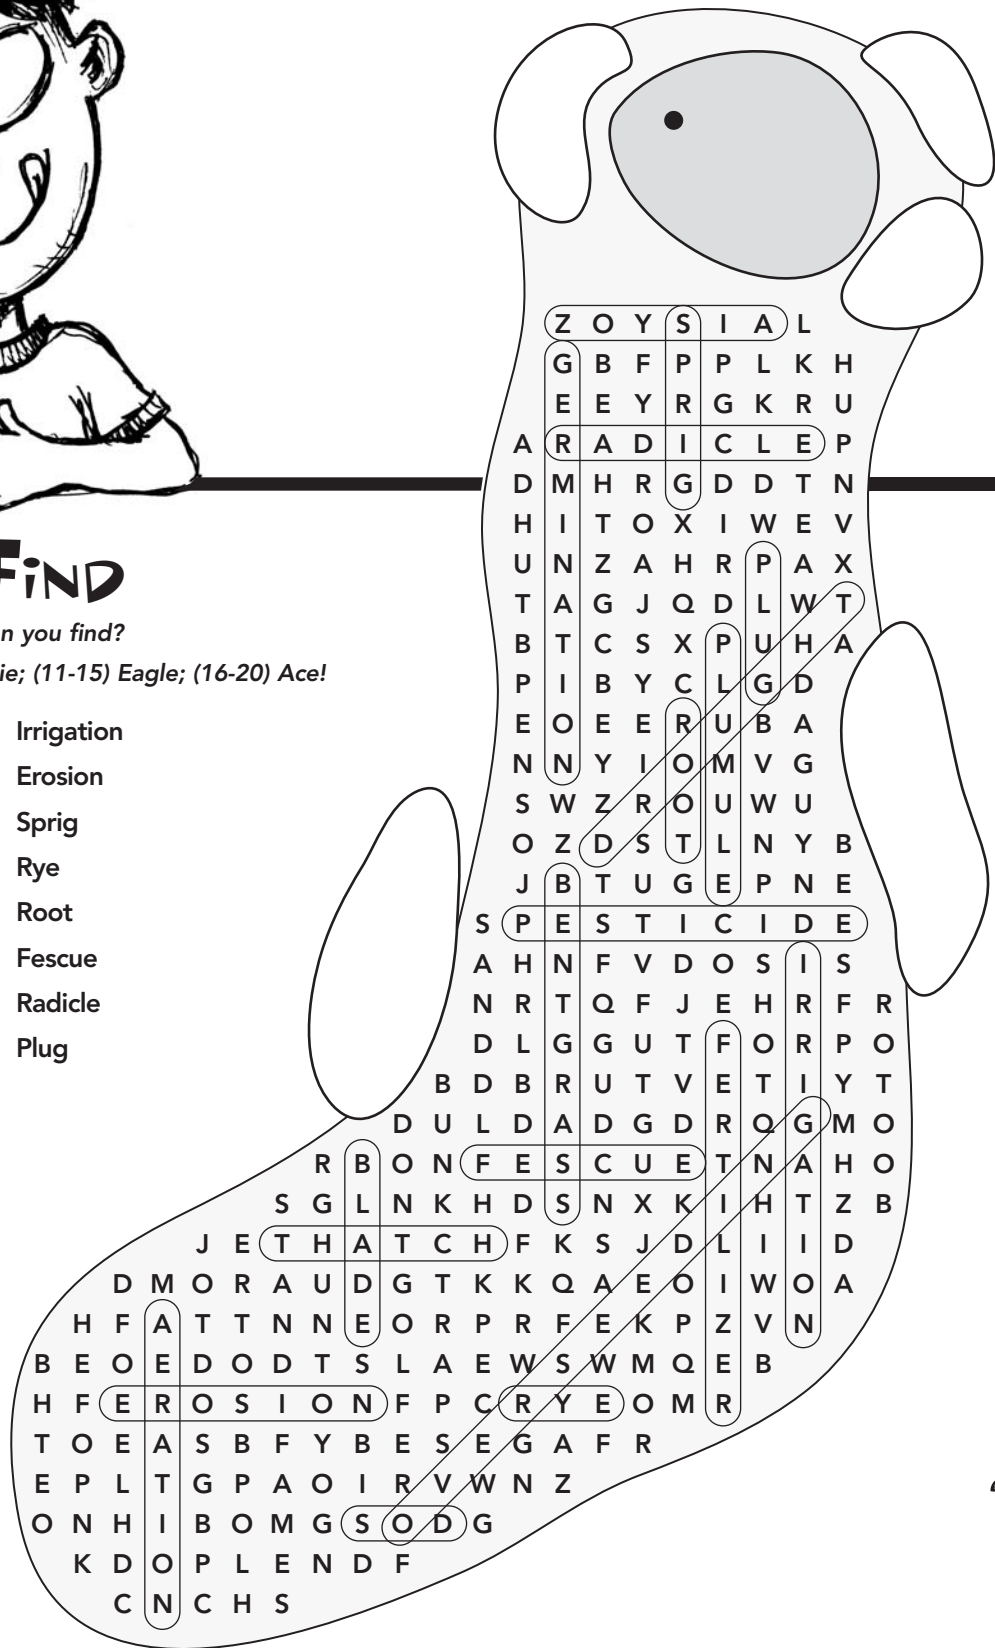 FiND
n you find?
ie; (11-15) Eagle; (16-20) Ace!
Irrigation
Erosion
Sprig
Rye
Root
Fescue
Radicle
Plug
Z O Y S I A L
G B F P P L K H
E E Y R G K R U
A R A D I C L E P
D M H R G D D T N
H I T O X I W E V
U N Z A H R P A X
T A G J Q D L W T
B T C S X P U H A
P I B Y C L G D
E O E E R U B A
N N Y I O M V G
S W Z R O U W U
O Z D S T L N Y B
J B T U G E P N E
S P E S T I C I D E
A H N F V D O S I S
N R T Q F J E H R F R
D L G G U T F O R P O
B D B R U T V E T I Y T
D U L D A D G D R Q G M O
R B O N F E S C U E T N A H O
S G L N K H D S N X K I H T Z B
J E T H A T C H F K S J D L I I D
D M O R A U D G T K K Q A E O I W O A
H F A T T N N E O R P R F E K P Z V N
B E O E D O D T S L A E W S W M Q E B
H F E R O S I O N F P C R Y E O M R
T O E A S B F Y B E S E G A F R
E P L T G P A O I R V W N Z
O N H I B O M G S O D G
K D O P L E N D F
C N C H S